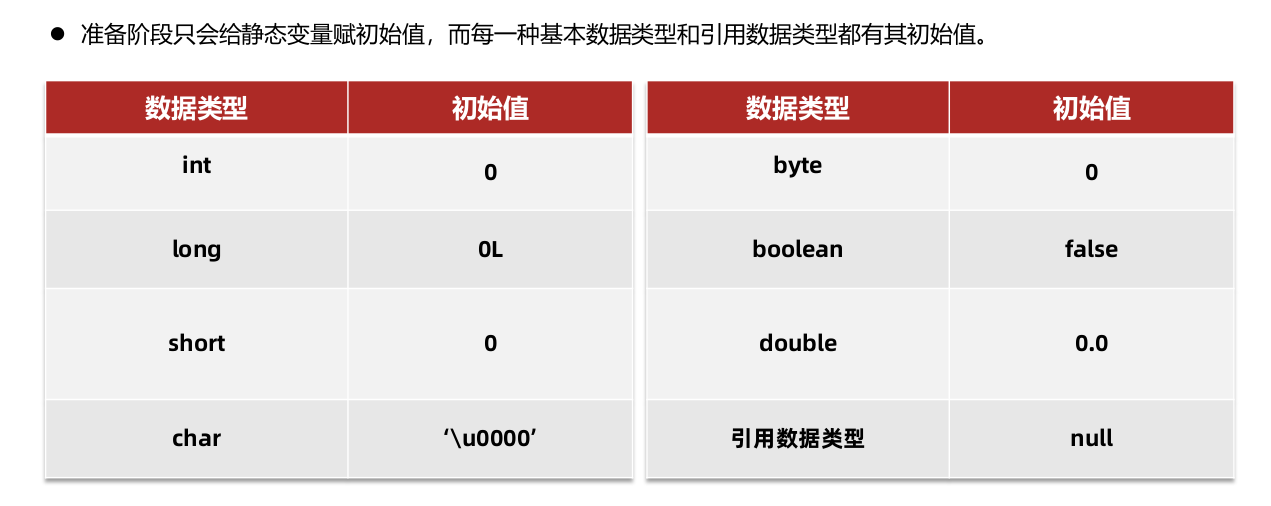 ● 准备阶段只会给静态变量赋初始值，而每一种基本数据类型和引用数据类型都有其初始值。
数据类型 初始值
int 0
long 0L
short 0
char ‘\u0000’
数据类型 初始值
byte 0
boolean false
double 0.0
引用数据类型 null